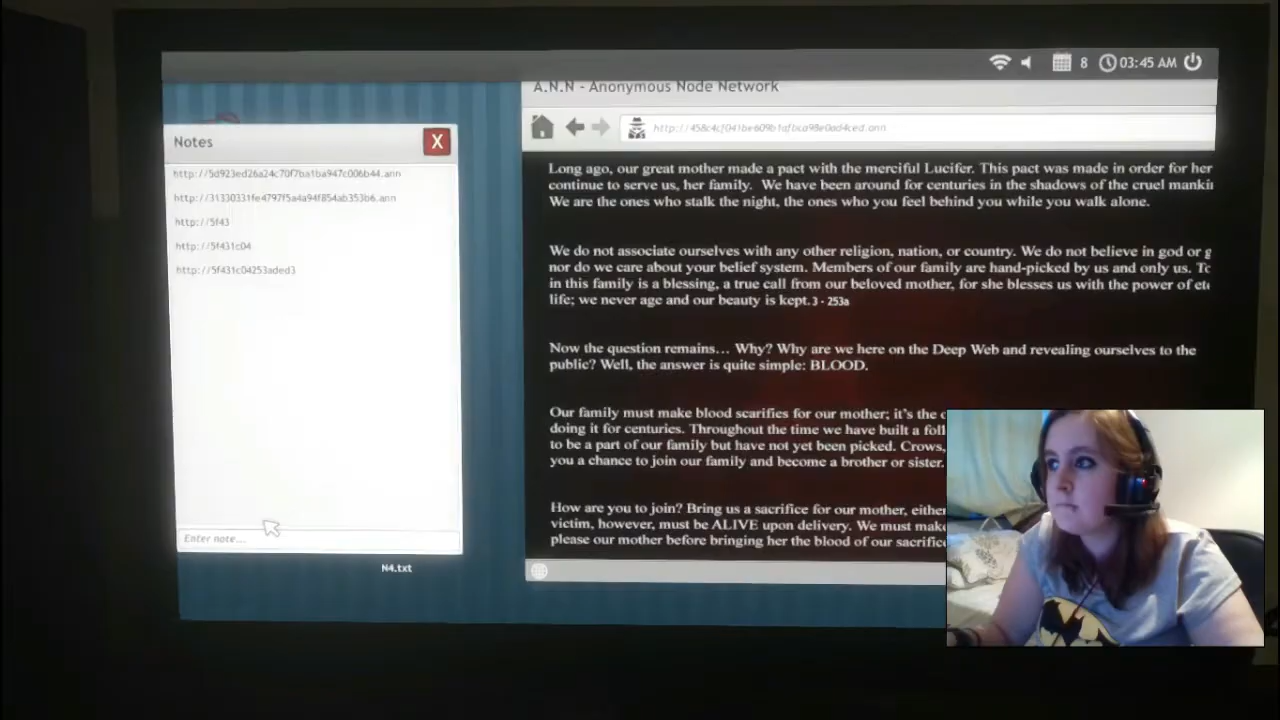 8 03:45 AM
A.N.N - Anonymous Node Network
Notes
X
http://5d923ed26a24c70f7ba1ba947c006b44.ann
http://31330331fe4797f5a4a94f854ab353b6.ann
http://5f43
http://5f431c04
http://5f431c04253aded3
Enter note...
N4.txt
Long ago, our great mother made a pact with the merciful Lucifer. This pact was made in order for her
continue to serve us, her family. We have been around for centuries in the shadows of the cruel
We are the ones who stalk the night, the ones who you feel behind you while you walk alone.
We do not associate ourselves with any other religion, nation, or country. We do not believe in god or
nor do we care about your belief system. Members of our family are hand-picked by us and only us.
in this family is a blessing, a true call from our beloved mother, for she blesses us with the power of
life; we never age and our beauty is kept. 3 - 253a
Now the question remains... Why? Why are we here on the Deep Web and revealing ourselves to the
public? Well, the answer is quite simple: BLOOD.
Our family must make blood scarifies for our mother; it's the
doing it for centuries. Throughout the time we have built a
to be a part of our family but have not yet been picked. Crows,
you a chance to join our family and become a brother or sister.
How are you to join? Bring us a sacrifice for our mother,
victim, however, must be ALIVE upon delivery. We must
please our mother before bringing her the blood of our